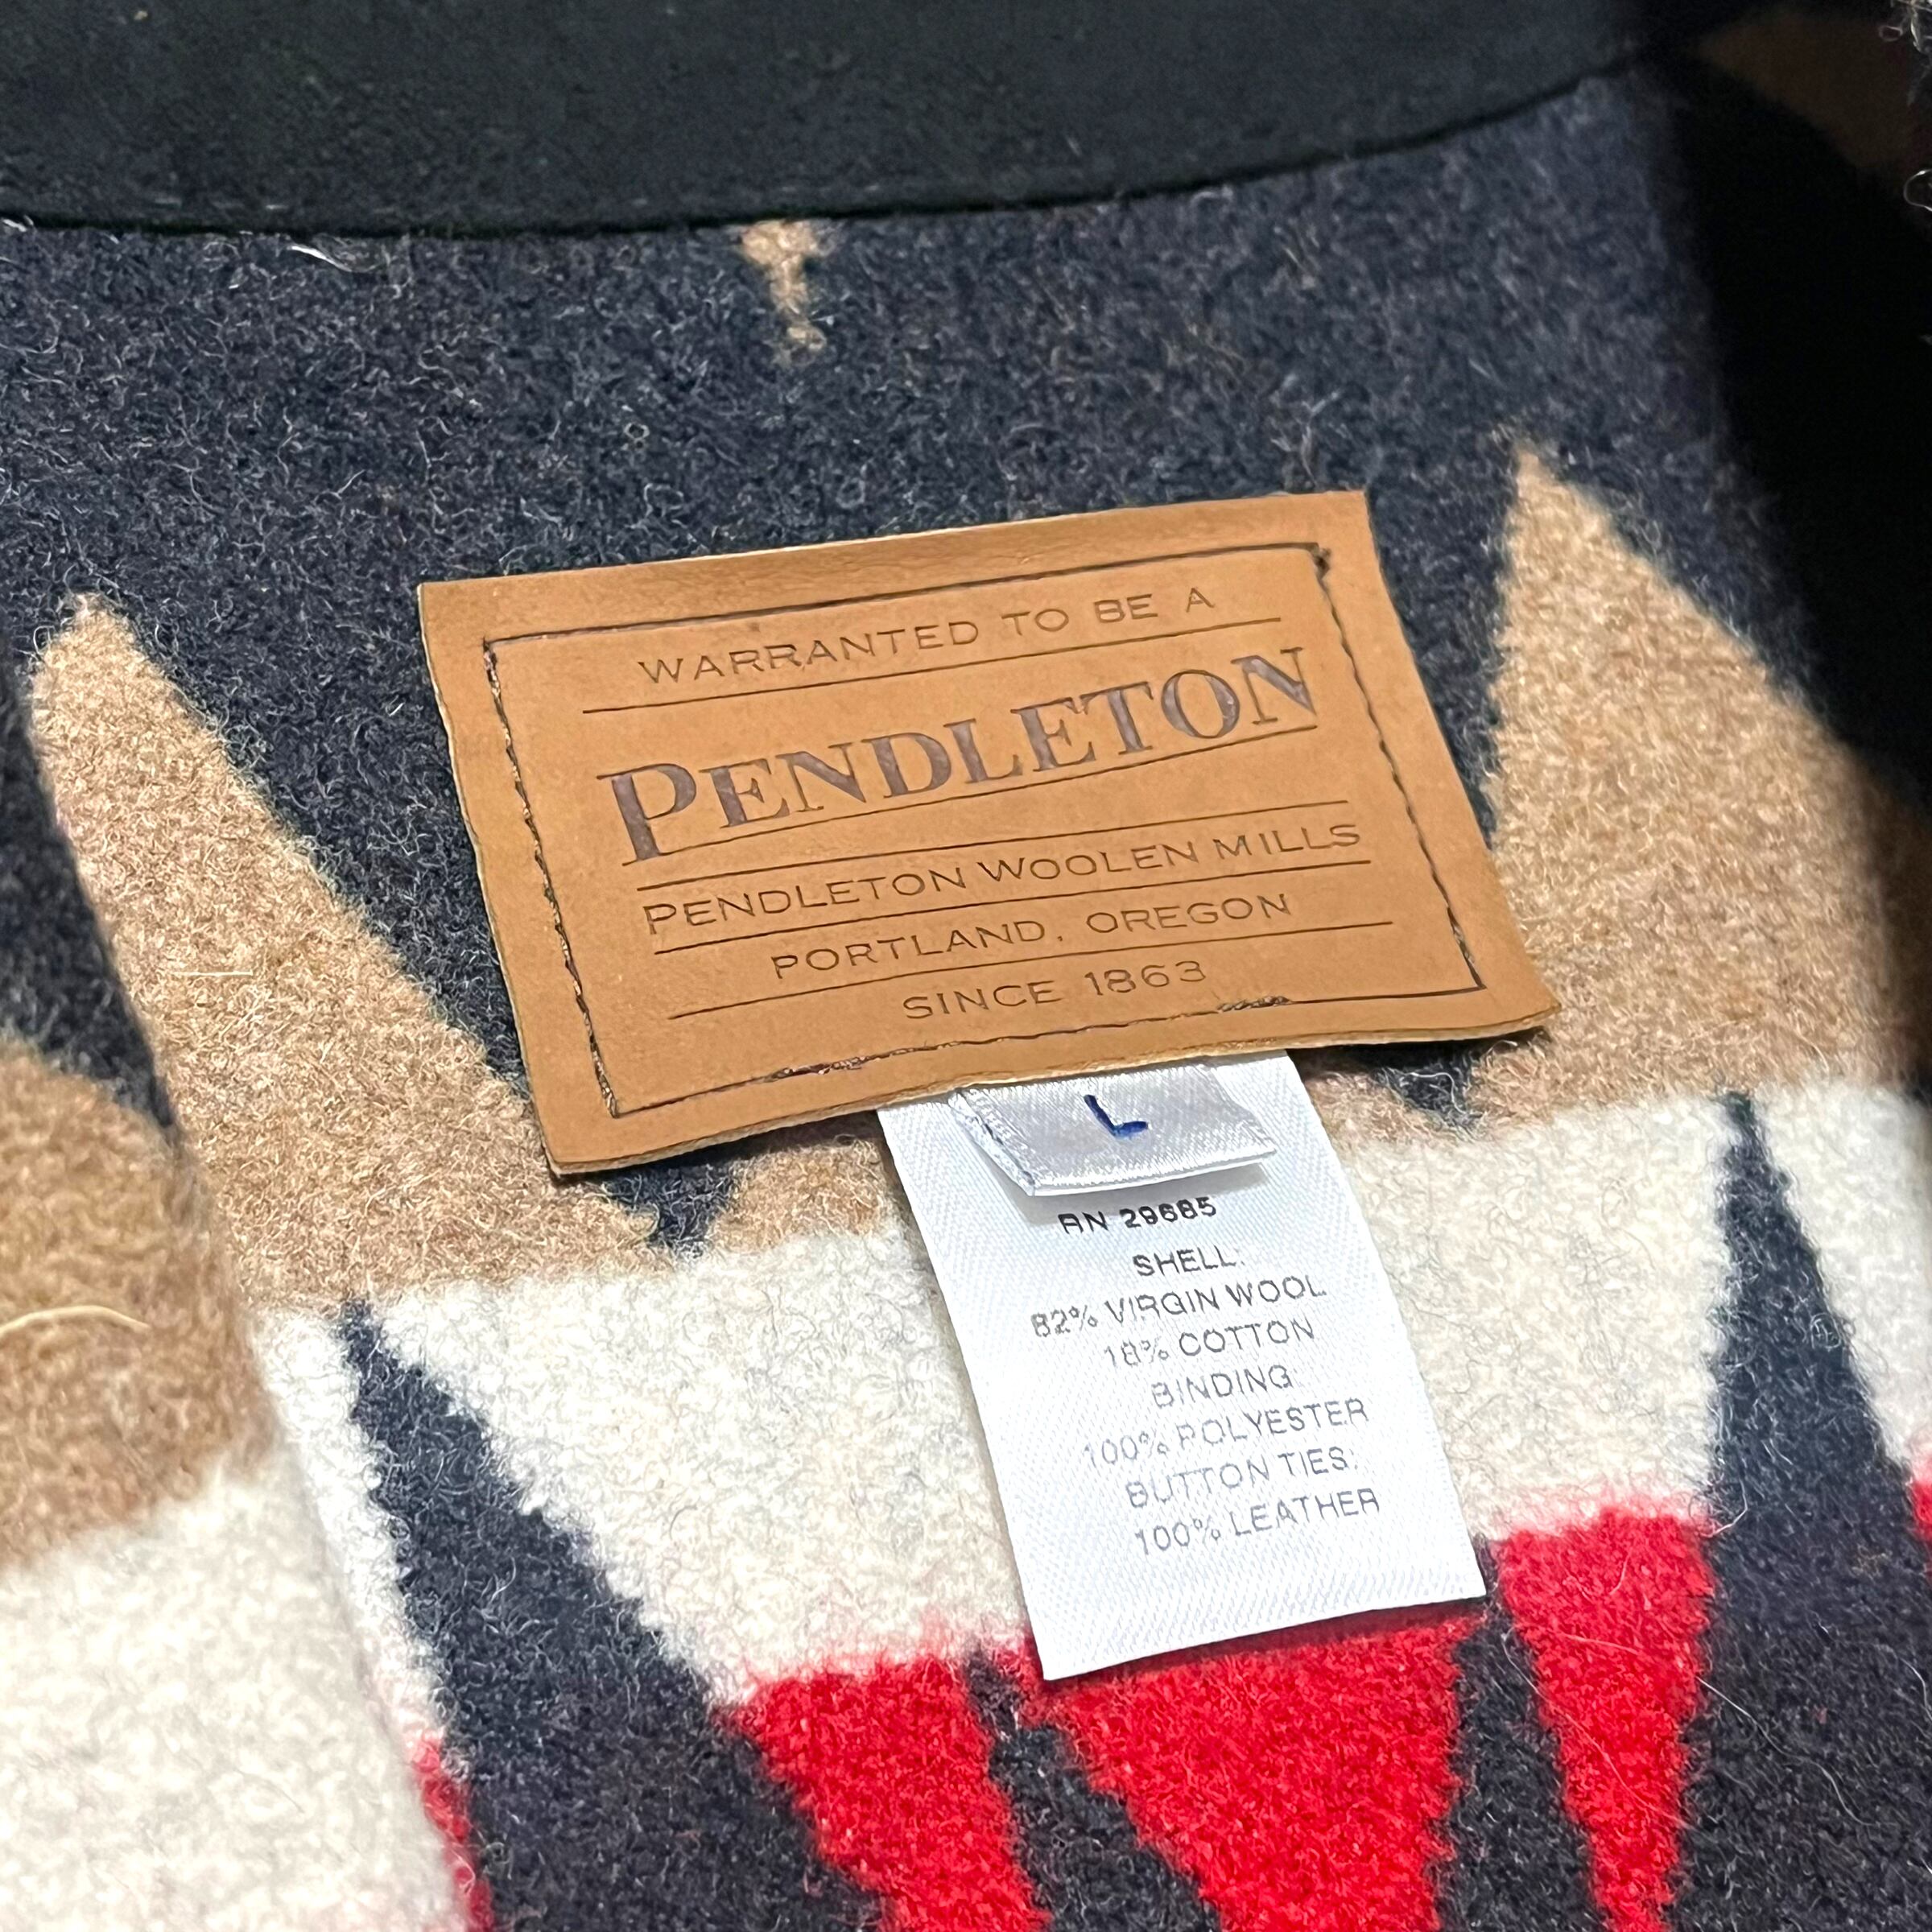 WARRANTED TO BE A
PENDLETON
PENDLETON WOOLEN MILLS
PORTLAND, OREGON
SINCE 1863
L
RN 29685
SHELL:
82% VIRGIN WOOL
18% COTTON
BINDING:
100% POLYESTER
BUTTON TIES:
100% LEATHER